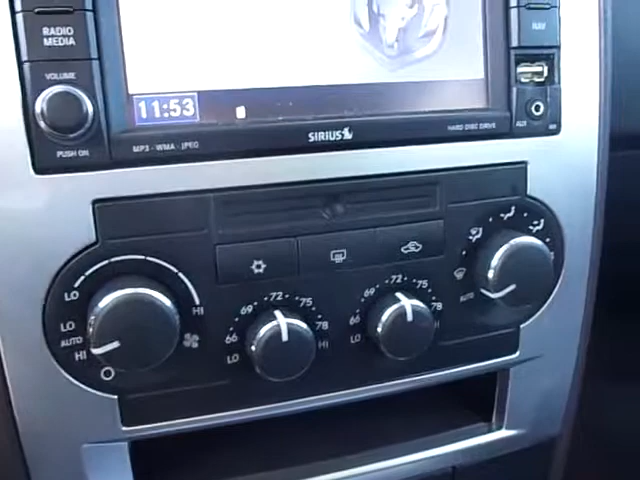 RADIO
MEDIA
VOLUME
PUSH ON
11:53
MP3 · WMA · JPEG
SIRIUS
HARD DISC DRIVE
NAV
AUX
LO
HI
LO
AUTO
HI
O
LO 66 69 72 75 78 HI
LO 66 69 72 75 78 HI
AUTO